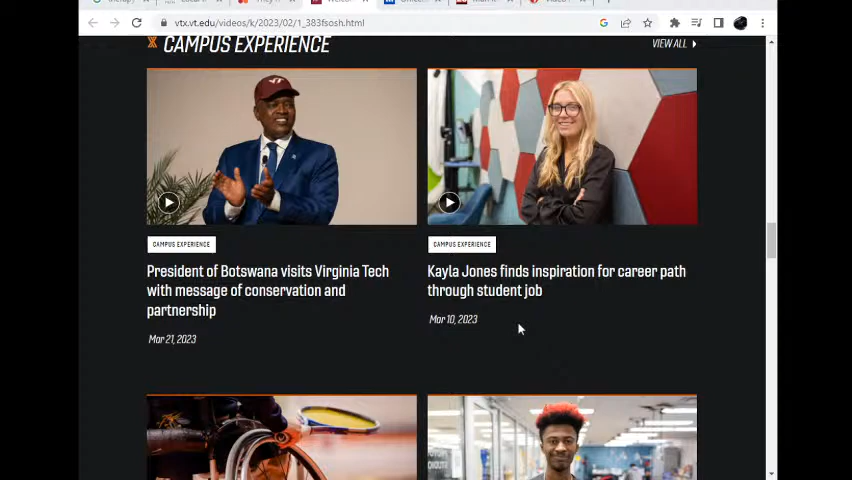 vtx.vt.edu/videos/k/2023/02/1_383fsosh.html
CAMPUS EXPERIENCE
VIEW ALL
CAMPUS EXPERIENCE
CAMPUS EXPERIENCE
President of Botswana visits Virginia Tech
with message of conservation and
partnership
Mar 21, 2023
Kayla Jones finds inspiration for career path
through student job
Mar 10, 2023